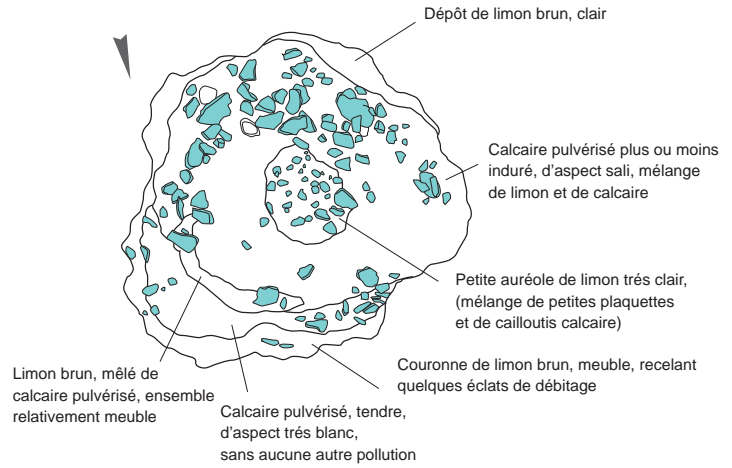 Dépôt de limon brun, clair
Calcaire pulvérisé plus ou moins
induré, d'aspect sali, mélange
de limon et de calcaire
Petite auréole de limon trés clair,
(mélange de petites plaquettes
et de cailloutis calcaire)
Couronne de limon brun, meuble, recelant
quelques éclats de débitage
Limon brun, mêlé de
calcaire pulvérisé, ensemble
relativement meuble
Calcaire pulvérisé, tendre,
d'aspect trés blanc,
sans aucune autre pollution